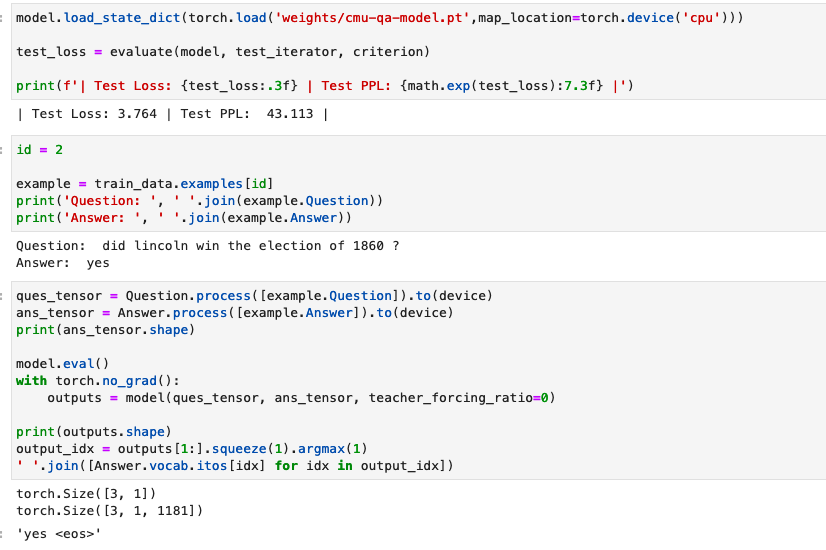 model.load_state_dict(torch.load('weights/cmu-qa-model.pt',map_location=torch.device('cpu')))
test_loss = evaluate(model, test_iterator, criterion)
print(f'| Test Loss: {test_loss:.3f} | Test PPL: {math.exp(test_loss):7.3f} |')
| Test Loss: 3.764 | Test PPL:  43.113 |
id = 2
example = train_data.examples[id]
print('Question: ', ' '.join(example.Question))
print('Answer: ', ' '.join(example.Answer))
Question:  did lincoln win the election of 1860 ?
Answer:  yes
ques_tensor = Question.process([example.Question]).to(device)
ans_tensor = Answer.process([example.Answer]).to(device)
print(ans_tensor.shape)
model.eval()
with torch.no_grad():
    outputs = model(ques_tensor, ans_tensor, teacher_forcing_ratio=0)
print(outputs.shape)
output_idx = outputs[1:].squeeze(1).argmax(1)
' '.join([Answer.vocab.itos[idx] for idx in output_idx])
torch.Size([3, 1])
torch.Size([3, 1, 1181])
'yes <eos>'